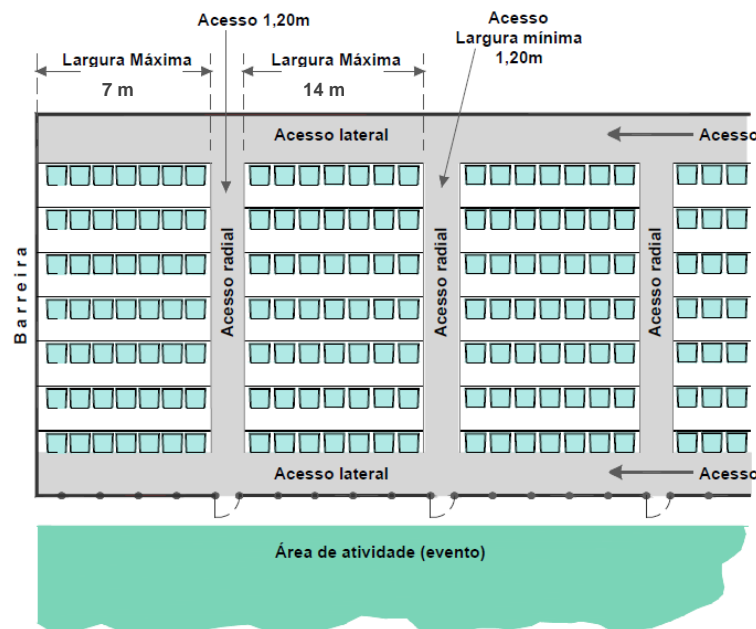 Acesso 1,20m
Acesso
Largura mínima
1,20m
Largura Máxima
7 m
Largura Máxima
14 m
Acesso lateral
Acesso
Barreira
Acesso radial
Acesso radial
Acesso radial
Acesso lateral
Acesso
Área de atividade (evento)